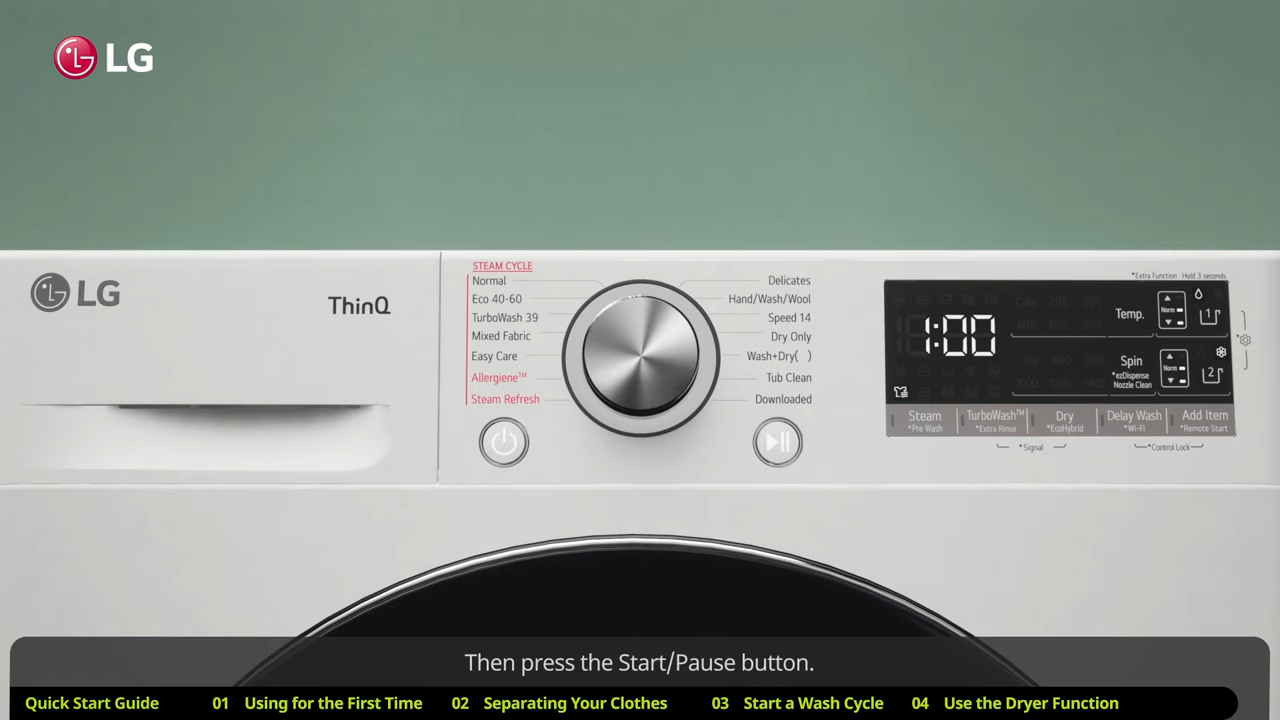 LG
LG
ThinQ
STEAM CYCLE
Normal
Eco 40-60
TurboWash 39
Mixed Fabric
Easy Care
Allergiene™
Steam Refresh
Delicates
Hand/Wash/Wool
Speed 14
Dry Only
Wash+Dry( )
Tub Clean
Downloaded
*Extra Function : Hold 3 seconds
1:00
Temp.
Norm
1
Spin
*ezDispense
Nozzle Clean
Norm
2
Steam
*Pre Wash
TurboWash™
*Extra Rinse
Dry
*EcoHybrid
Delay Wash
*Wi-Fi
Add Item
*Remote Start
*Signal
*Control Lock
Then press the Start/Pause button.
Quick Start Guide 01 Using for the First Time 02 Separating Your Clothes 03 Start a Wash Cycle 04 Use the Dryer Function